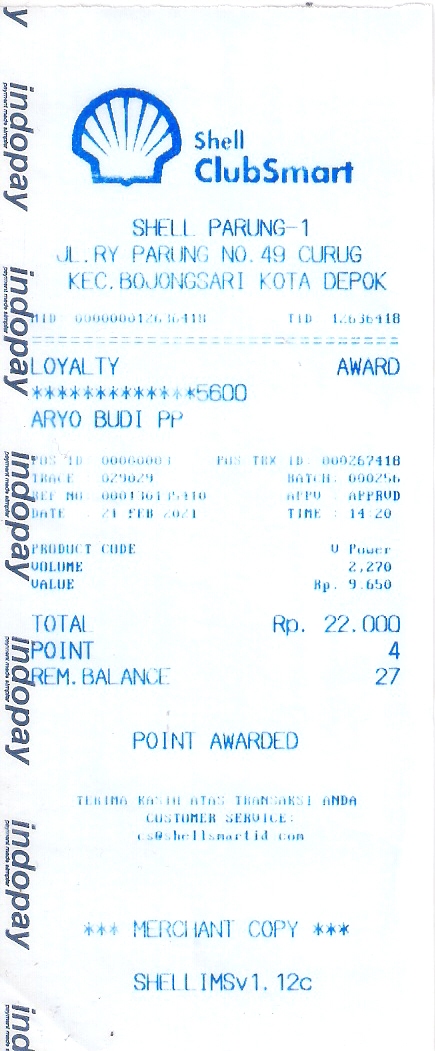 Shell
ClubSmart
SHELL PARUNG-1
JL.RY PARUNG NO.49 CURUG
KEC.BOJONGSARI KOTA DEPOK
MID 000000012636418 TID 12636418
LOYALTY AWARD
*************5600
ARYO BUDI PP
POS ID: 00060001 POS TRX ID: 000267418
TRACE 029029 BATCH: 000256
REF NO. APPV : APPRVD
DATE : 21 FEB 2021 TIME : 14:20
PRODUCT CODE V Power
VOLUME 2,270
VALUE Rp. 9.650
TOTAL Rp. 22.000
POINT 4
REM.BALANCE 27
POINT AWARDED
TERIMA KASIH ATAS TRANSAKSI ANDA
CUSTOMER SERVICE:
cs@shellsmartid.com
*** MERCHANT COPY ***
SHELLIMSv1.12c
indopay
payment made simpler
indopay
payment made simpler
indopay
payment made simpler
indopay
payment made simpler
indopay
payment made simpler